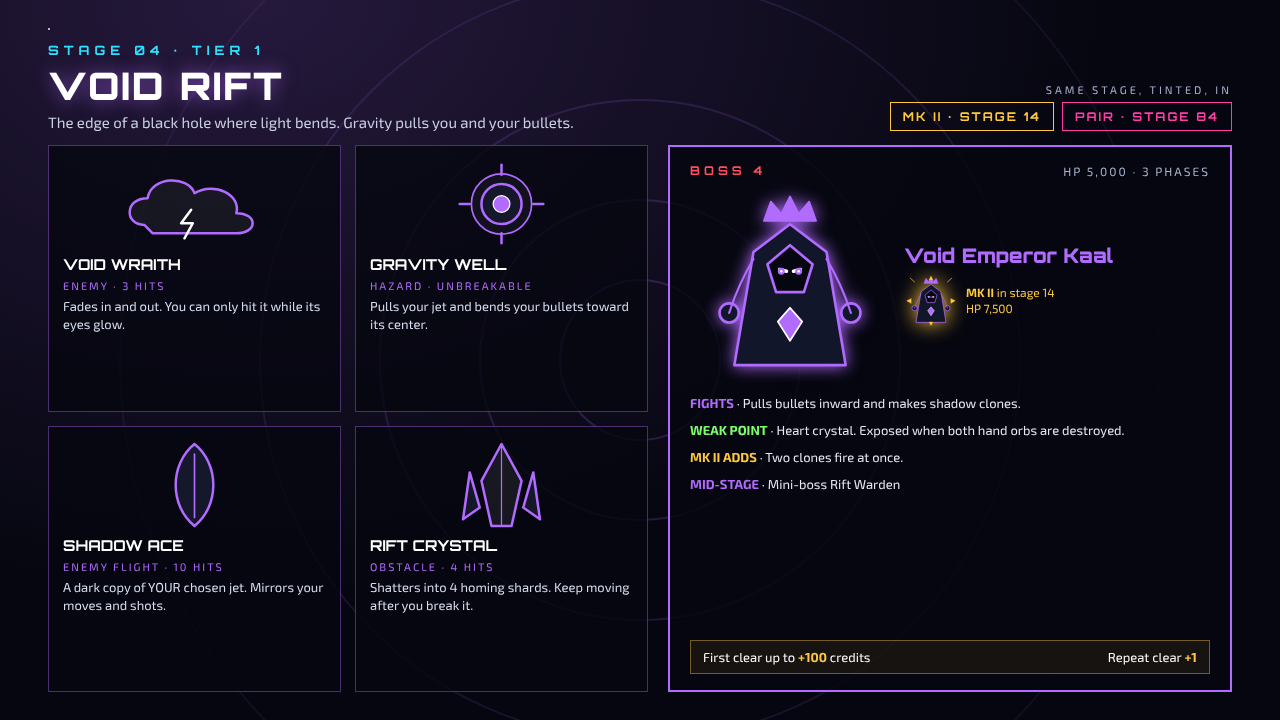 STAGE 04 · TIER 1
VOID RIFT
The edge of a black hole where light bends. Gravity pulls you and your bullets.
SAME STAGE, TINTED, IN
MK II · STAGE 14
PAIR · STAGE 84
VOID WRAITH
ENEMY · 3 HITS
Fades in and out. You can only hit it while its
eyes glow.
GRAVITY WELL
HAZARD · UNBREAKABLE
Pulls your jet and bends your bullets toward
its center.
SHADOW ACE
ENEMY FLIGHT · 10 HITS
A dark copy of YOUR chosen jet. Mirrors your
moves and shots.
RIFT CRYSTAL
OBSTACLE · 4 HITS
Shatters into 4 homing shards. Keep moving
after you break it.
BOSS 4
HP 5,000 · 3 PHASES
Void Emperor Kaal
MK II in stage 14
HP 7,500
FIGHTS · Pulls bullets inward and makes shadow clones.
WEAK POINT · Heart crystal. Exposed when both hand orbs are destroyed.
MK II ADDS · Two clones fire at once.
MID-STAGE · Mini-boss Rift Warden
First clear up to +100 credits
Repeat clear +1